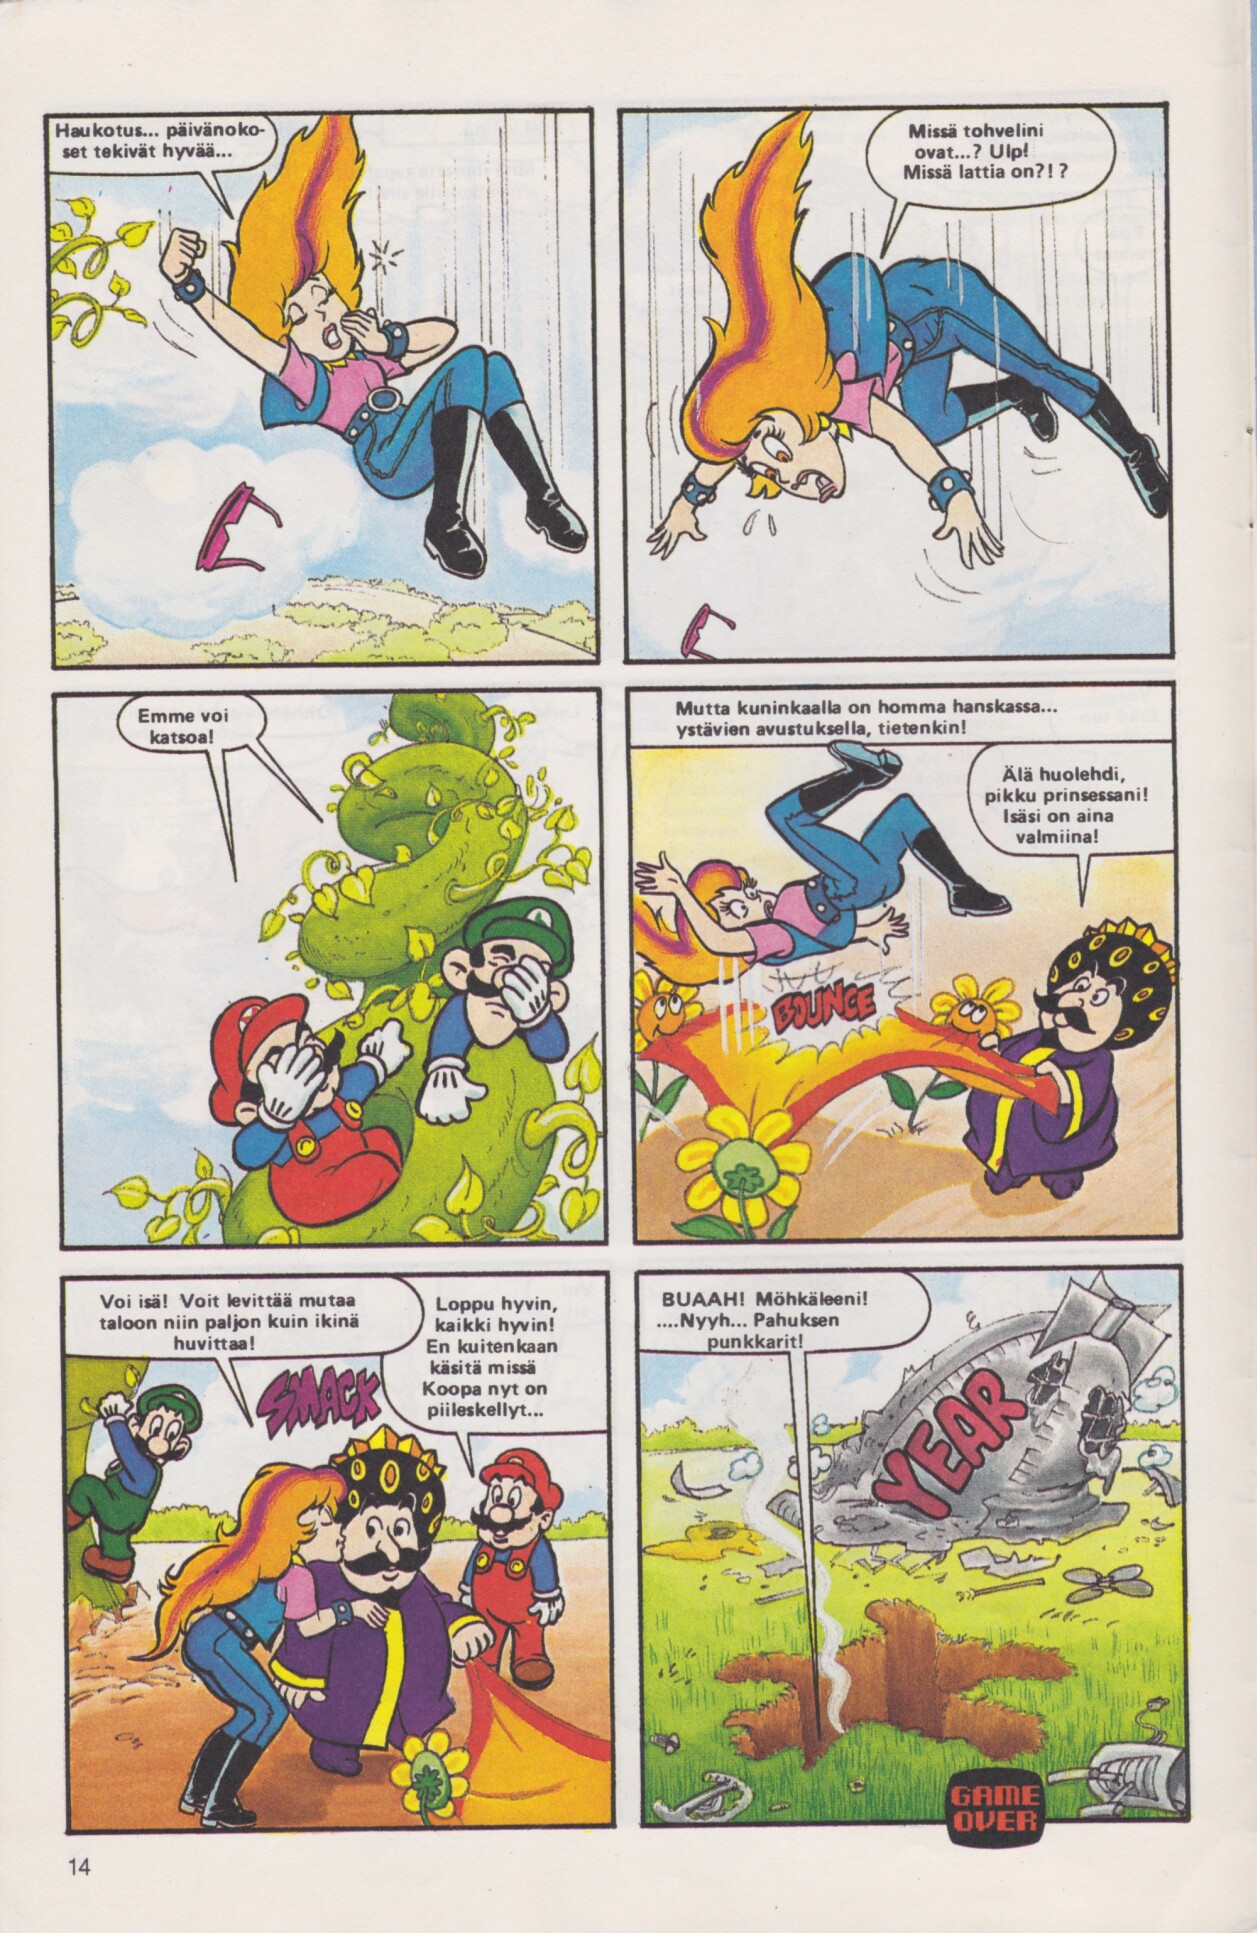 Haukotus... päivänoko-
set tekivät hyvää...
Missä tohvelini
ovat...? Ulp!
Missä lattia on?!?
Emme voi
katsoa!
Mutta kuninkaalla on homma hanskassa...
ystävien avustuksella, tietenkin!
Älä huolehdi,
pikku prinsessani!
Isäsi on aina
valmiina!
BOUNCE
Voi isä! Voit levittää mutaa
taloon niin paljon kuin ikinä
huvittaa!
SMACK
Loppu hyvin,
kaikki hyvin!
En kuitenkaan
käsitä missä
Koopa nyt on
piileskellyt...
BUAAH! Möhkäleeni!
....Nyyh... Pahuksen
punkkarit!
YEAR
GAME
OVER
14